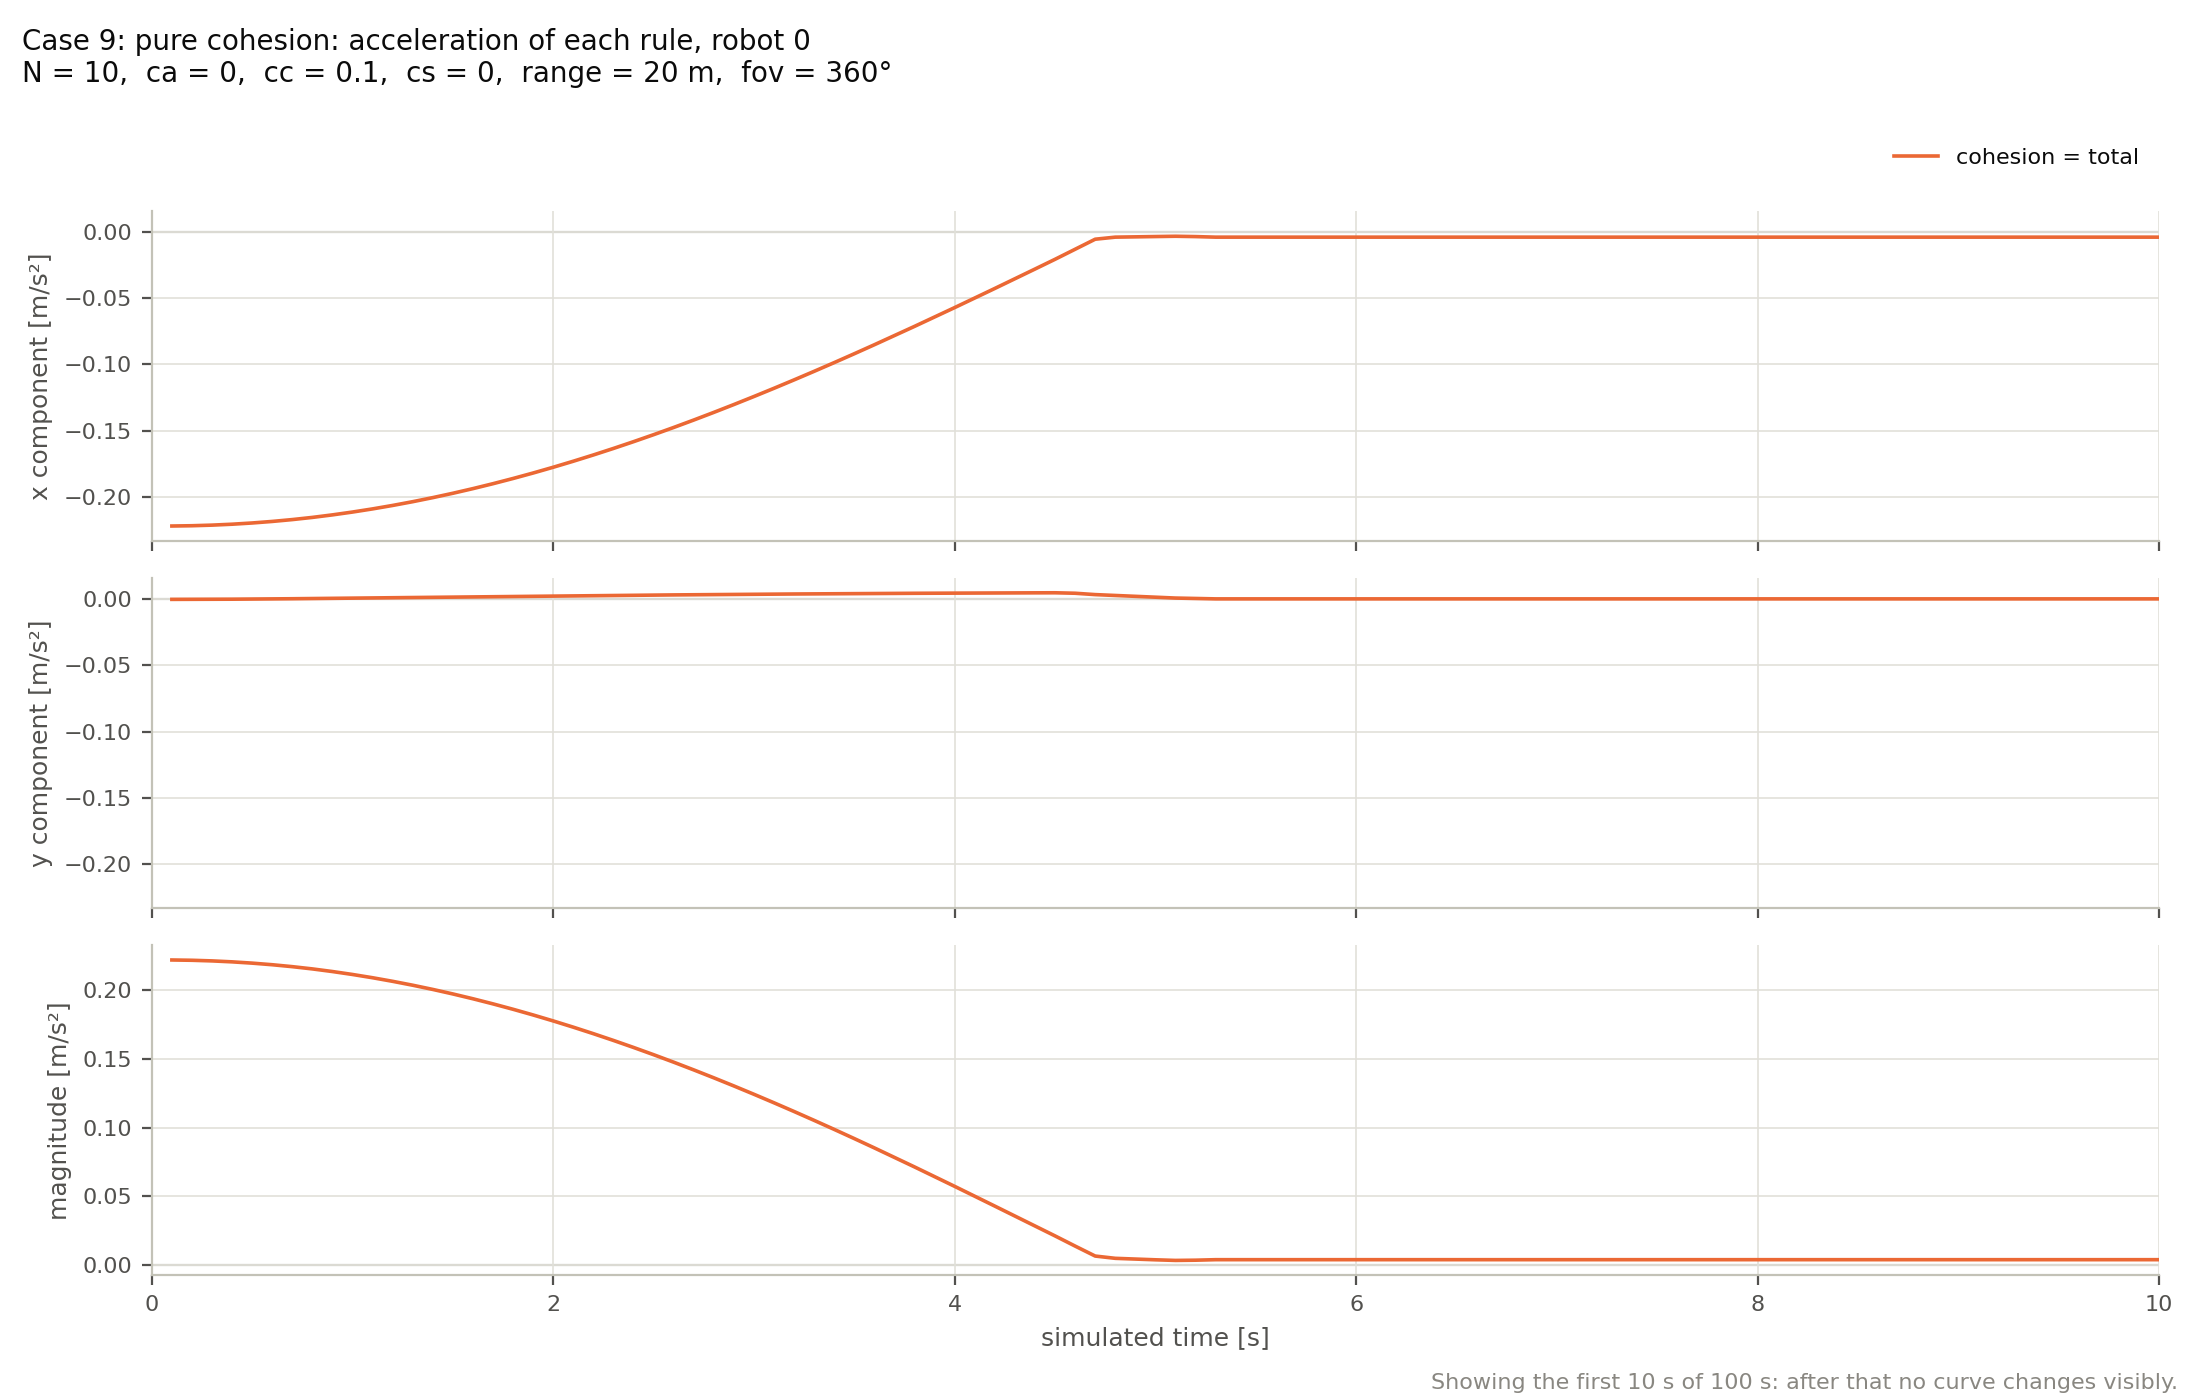 Case 9: pure cohesion: acceleration of each rule, robot 0
N = 10,  ca = 0,  cc = 0.1,  cs = 0,  range = 20 m,  fov = 360°
cohesion = total
x component [m/s²]
0.00
−0.05
−0.10
−0.15
−0.20
y component [m/s²]
0.00
−0.05
−0.10
−0.15
−0.20
magnitude [m/s²]
0.20
0.15
0.10
0.05
0.00
0 2 4 6 8 10
simulated time [s]
Showing the first 10 s of 100 s: after that no curve changes visibly.